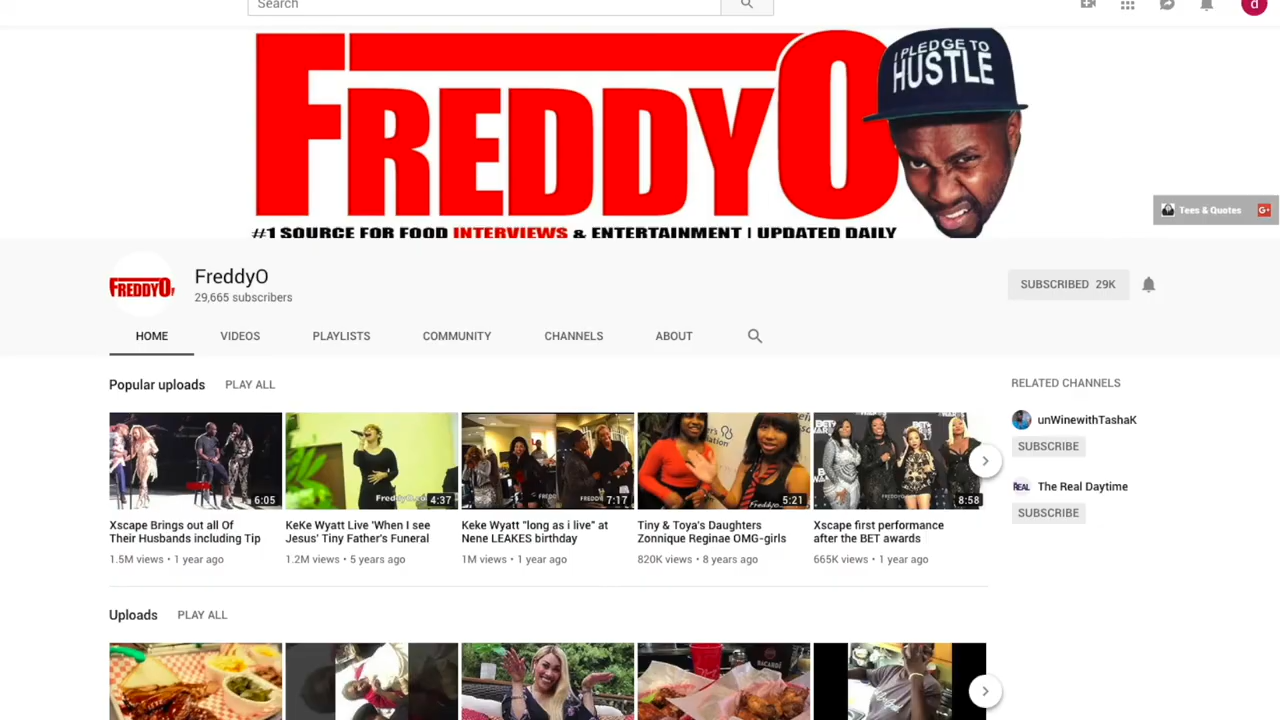 Search
d
FREDDYO
I PLEDGE TO
HUSTLE
#1 SOURCE FOR FOOD INTERVIEWS & ENTERTAINMENT | UPDATED DAILY
Tees & Quotes G+
FREDDYO
FreddyO
29,665 subscribers
SUBSCRIBED 29K
HOME VIDEOS PLAYLISTS COMMUNITY CHANNELS ABOUT
Popular uploads PLAY ALL
RELATED CHANNELS
unWinewithTashaK
SUBSCRIBE
REAL The Real Daytime
SUBSCRIBE
6:05
4:37
7:17
5:21
8:58
Xscape Brings out all Of
Their Husbands including Tip
1.5M views • 1 year ago
KeKe Wyatt Live 'When I see
Jesus' Tiny Father's Funeral
1.2M views • 5 years ago
Keke Wyatt "long as i live" at
Nene LEAKES birthday
1M views • 1 year ago
Tiny & Toya's Daughters
Zonnique Reginae OMG-girls
820K views • 8 years ago
Xscape first performance
after the BET awards
665K views • 1 year ago
Uploads PLAY ALL
BACARDI